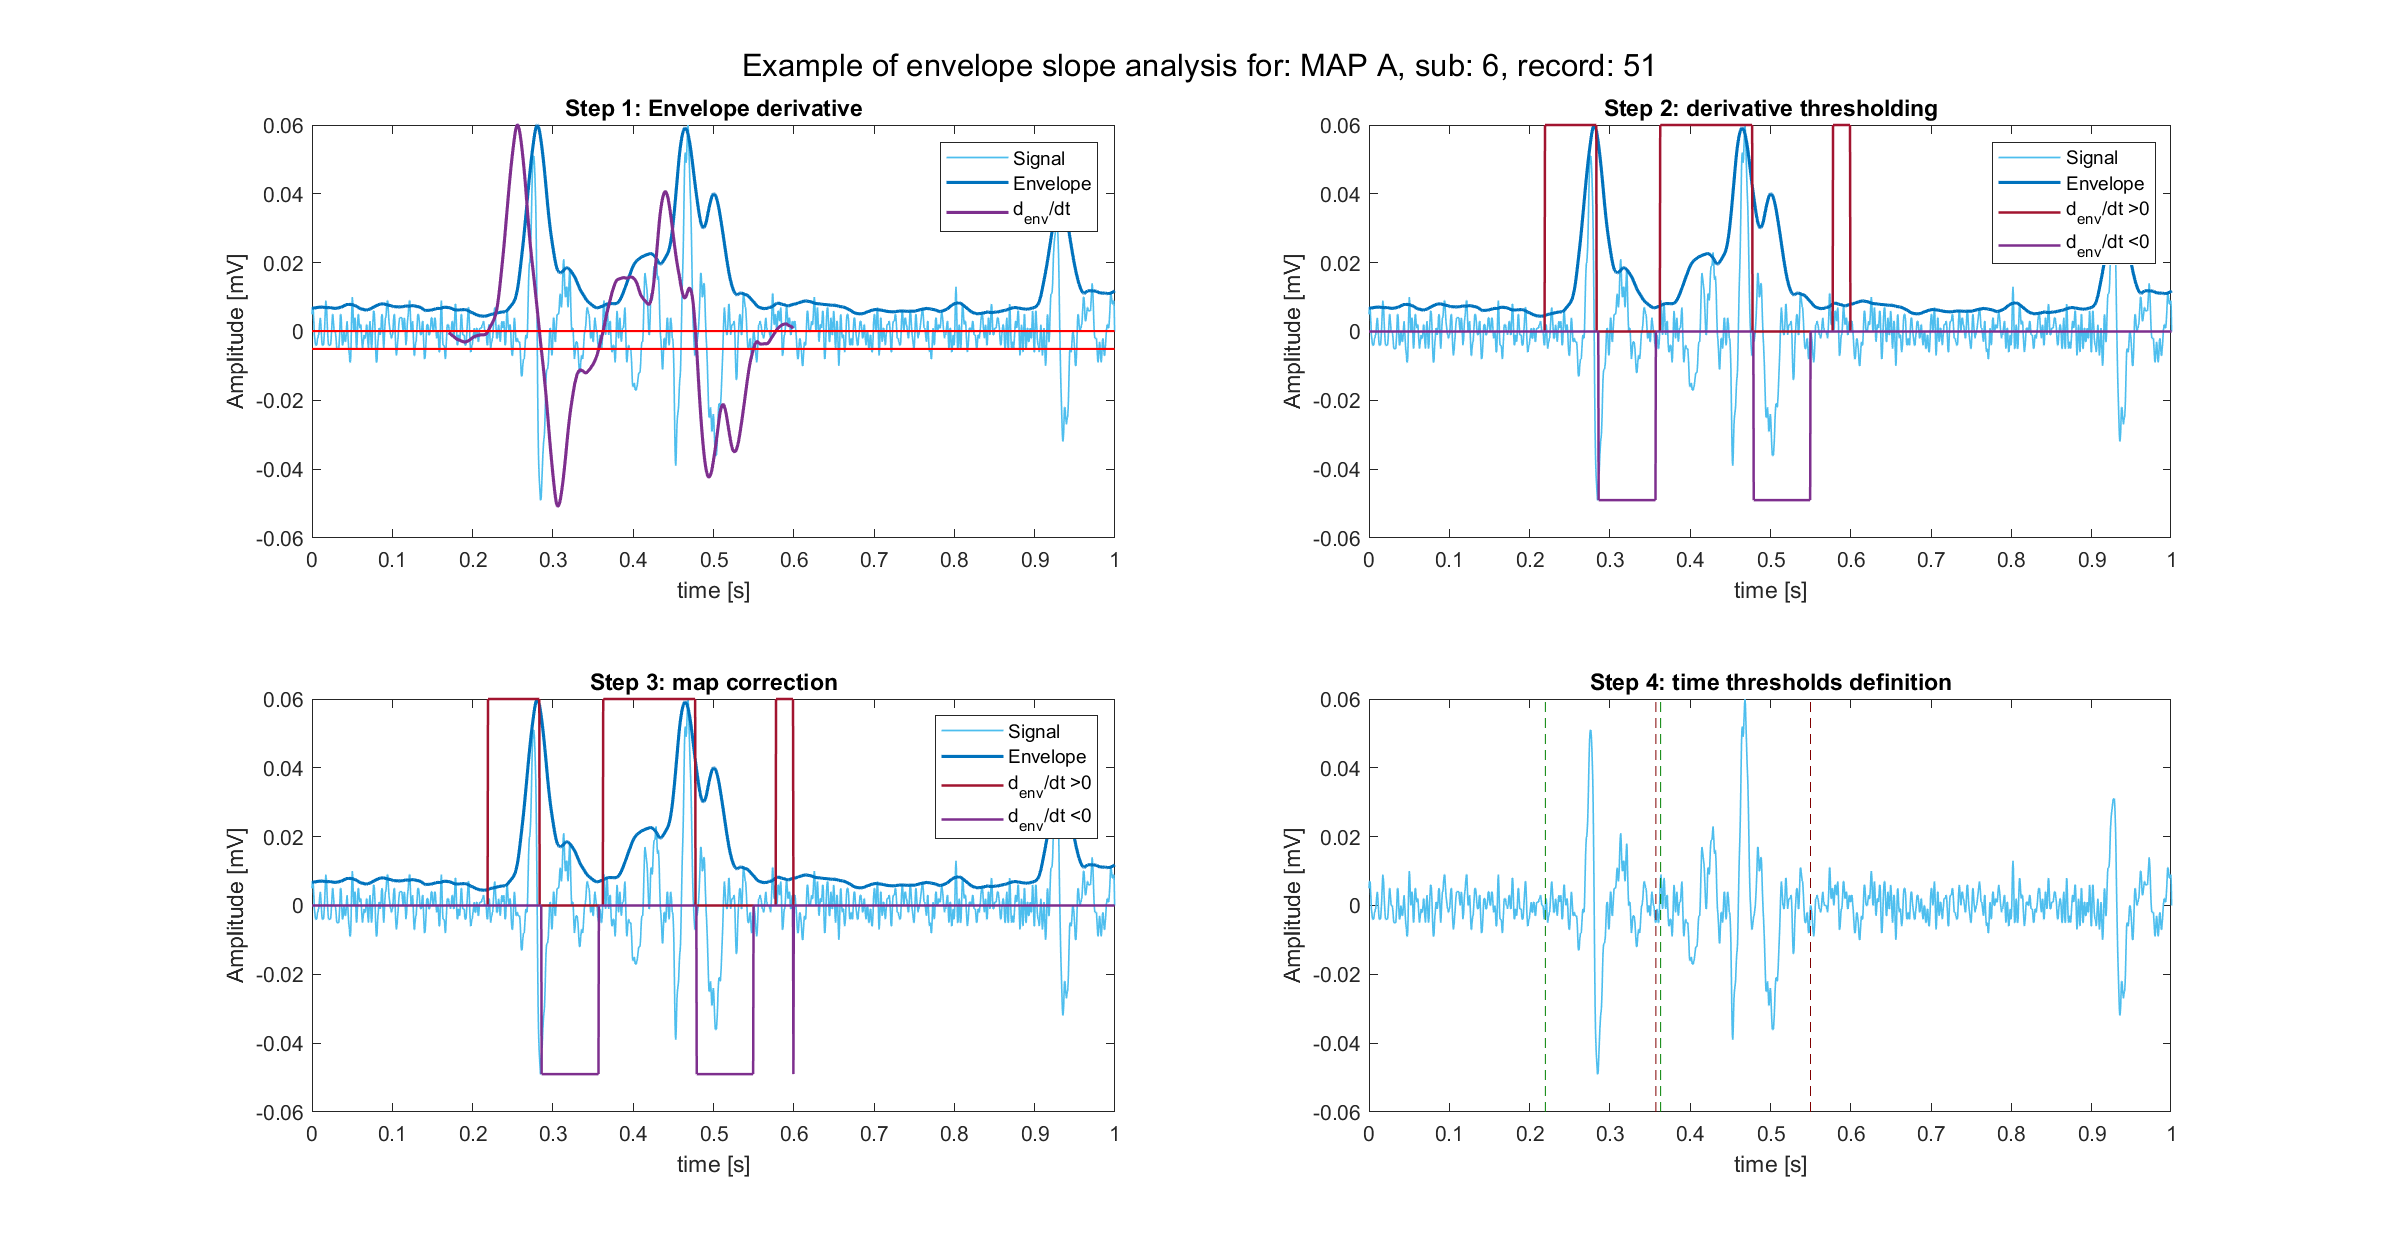 Example of envelope slope analysis for: MAP A, sub: 6, record: 51
Step 1: Envelope derivative
0.06
0.04
0.02
0
-0.02
-0.04
-0.06
Amplitude [mV]
0 0.1 0.2 0.3 0.4 0.5 0.6 0.7 0.8 0.9 1
time [s]
Signal
Envelope
d_env/dt
Step 2: derivative thresholding
0.06
0.04
0.02
0
-0.02
-0.04
-0.06
Amplitude [mV]
0 0.1 0.2 0.3 0.4 0.5 0.6 0.7 0.8 0.9 1
time [s]
Signal
Envelope
d_env/dt >0
d_env/dt <0
Step 3: map correction
0.06
0.04
0.02
0
-0.02
-0.04
-0.06
Amplitude [mV]
0 0.1 0.2 0.3 0.4 0.5 0.6 0.7 0.8 0.9 1
time [s]
Signal
Envelope
d_env/dt >0
d_env/dt <0
Step 4: time thresholds definition
0.06
0.04
0.02
0
-0.02
-0.04
-0.06
Amplitude [mV]
0 0.1 0.2 0.3 0.4 0.5 0.6 0.7 0.8 0.9 1
time [s]